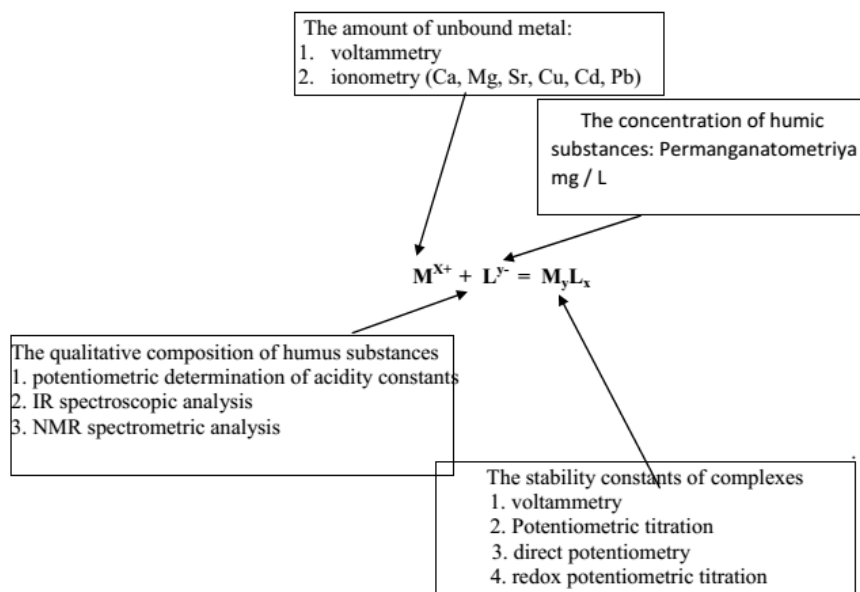 The amount of unbound metal:
1. voltammetry
2. ionometry (Ca, Mg, Sr, Cu, Cd, Pb)
The concentration of humic
substances: Permanganatometriya
mg / L
M^X+ + L^y- = M_yL_x
The qualitative composition of humus substances
1. potentiometric determination of acidity constants
2. IR spectroscopic analysis
3. NMR spectrometric analysis
.
The stability constants of complexes
1. voltammetry
2. Potentiometric titration
3. direct potentiometry
4. redox potentiometric titration